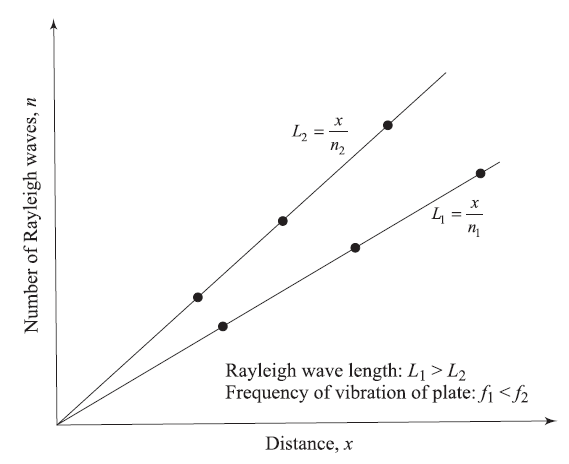 Number of Rayleigh waves, n
L₂ = x/n₂
L₁ = x/n₁
Rayleigh wave length: L₁ > L₂
Frequency of vibration of plate: f₁ < f₂
Distance, x